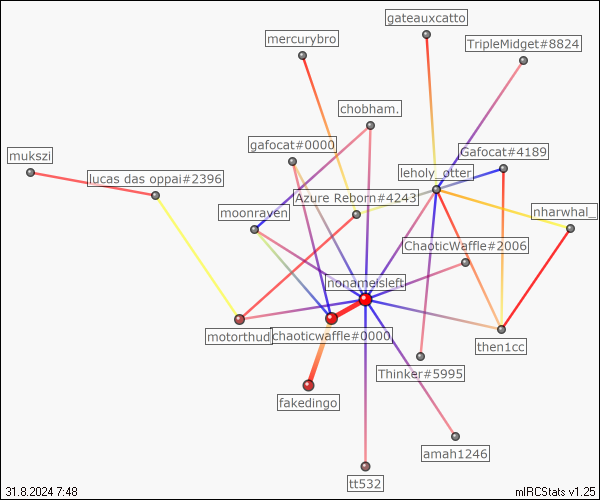 gateauxcatto
mercurybro
TripleMidget#8824
chobham.
gafocat#0000
Gafocat#4189
mukszi
leholy_otter
lucas das oppai#2396
Azure Reborn#4243
moonraven
nharwhal_
ChaoticWaffle#2006
nonameisleft
motorthud
chaoticwaffle#0000
then1cc
Thinker#5995
fakedingo
amah1246
tt532
31.8.2024 7:48
mIRCStats v1.25